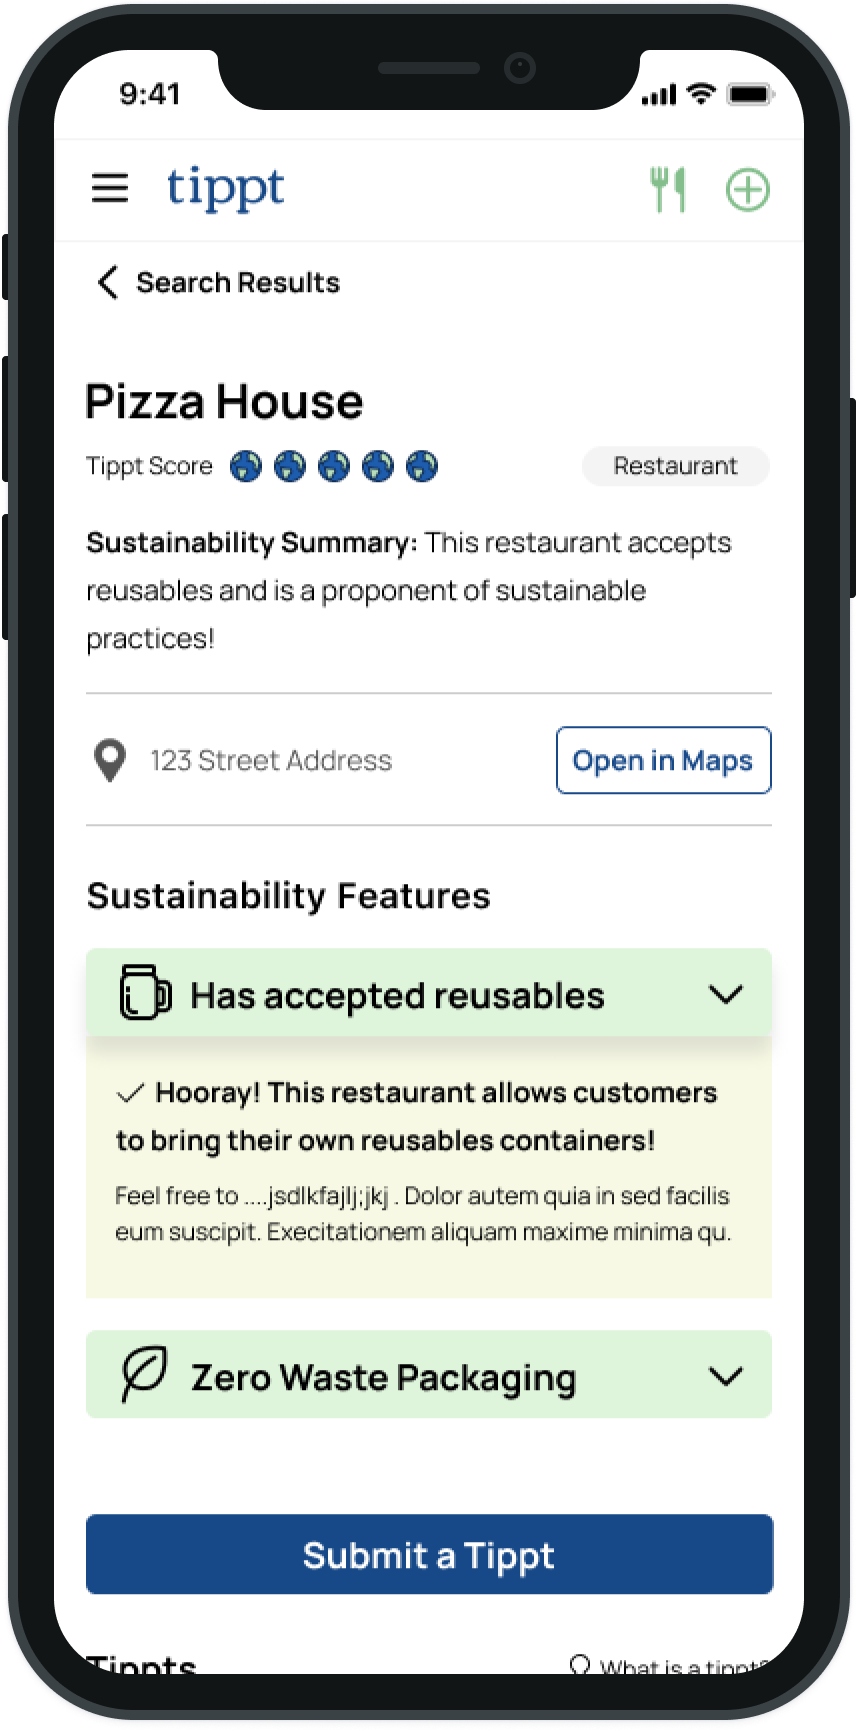 9:41
tippt
Search Results
Pizza House
Tippt Score
Restaurant
Sustainability Summary: This restaurant accepts
reusables and is a proponent of sustainable
practices!
123 Street Address
Open in Maps
Sustainability Features
Has accepted reusables
Hooray! This restaurant allows customers
to bring their own reusables containers!
Feel free to ....jsdlkfajlj;jkj . Dolor autem quia in sed facilis
eum suscipit. Execitationem aliquam maxime minima qu.
Zero Waste Packaging
Submit a Tippt
Tippts
What is a tippt?